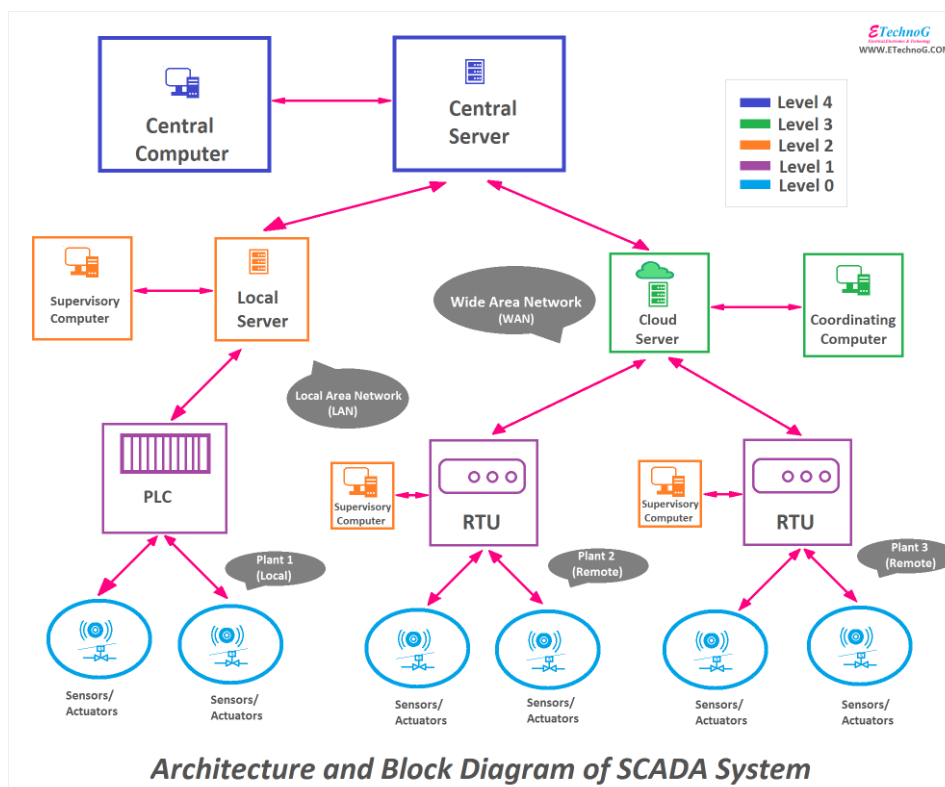 ETechnoG
Electrical, Electronics & Technology
WWW.ETechnoG.COM
Central
Computer
Central
Server
Level 4
Level 3
Level 2
Level 1
Level 0
Supervisory
Computer
Local
Server
Wide Area Network
(WAN)
Cloud
Server
Coordinating
Computer
Local Area Network
(LAN)
PLC
Supervisory
Computer
RTU
Supervisory
Computer
RTU
Plant 1
(Local)
Plant 2
(Remote)
Plant 3
(Remote)
Sensors/
Actuators
Sensors/
Actuators
Sensors/
Actuators
Sensors/
Actuators
Sensors/
Actuators
Sensors/
Actuators
Architecture and Block Diagram of SCADA System